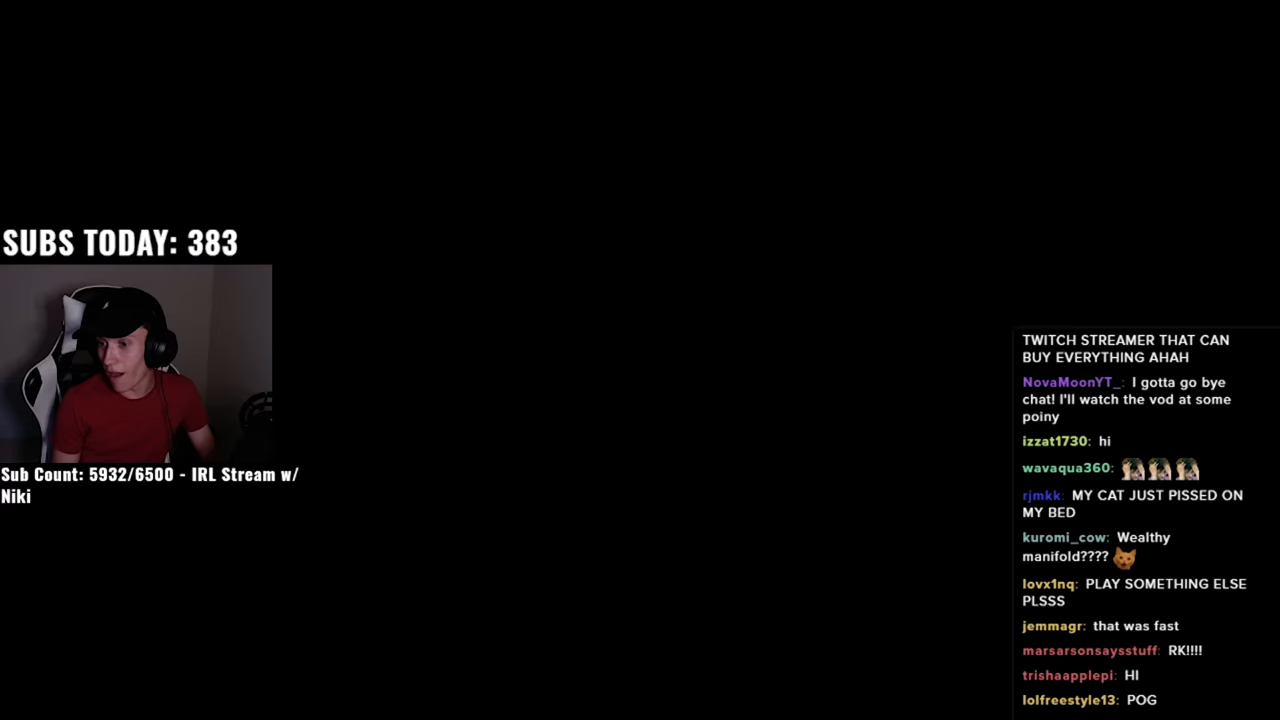 SUBS TODAY: 383
Sub Count: 5932/6500 - IRL Stream w/
Niki
TWITCH STREAMER THAT CAN
BUY EVERYTHING AHAH
NovaMoonYT_: I gotta go bye
chat! I'll watch the vod at some
poiny
izzat1730: hi
wavaqua360:
rjmkk: MY CAT JUST PISSED ON
MY BED
kuromi_cow: Wealthy
manifold????
lovx1nq: PLAY SOMETHING ELSE
PLSSS
jemmagr: that was fast
marsarsonsaysstuff: RK!!!!
trishaapplepi: HI
lolfreestyle13: POG